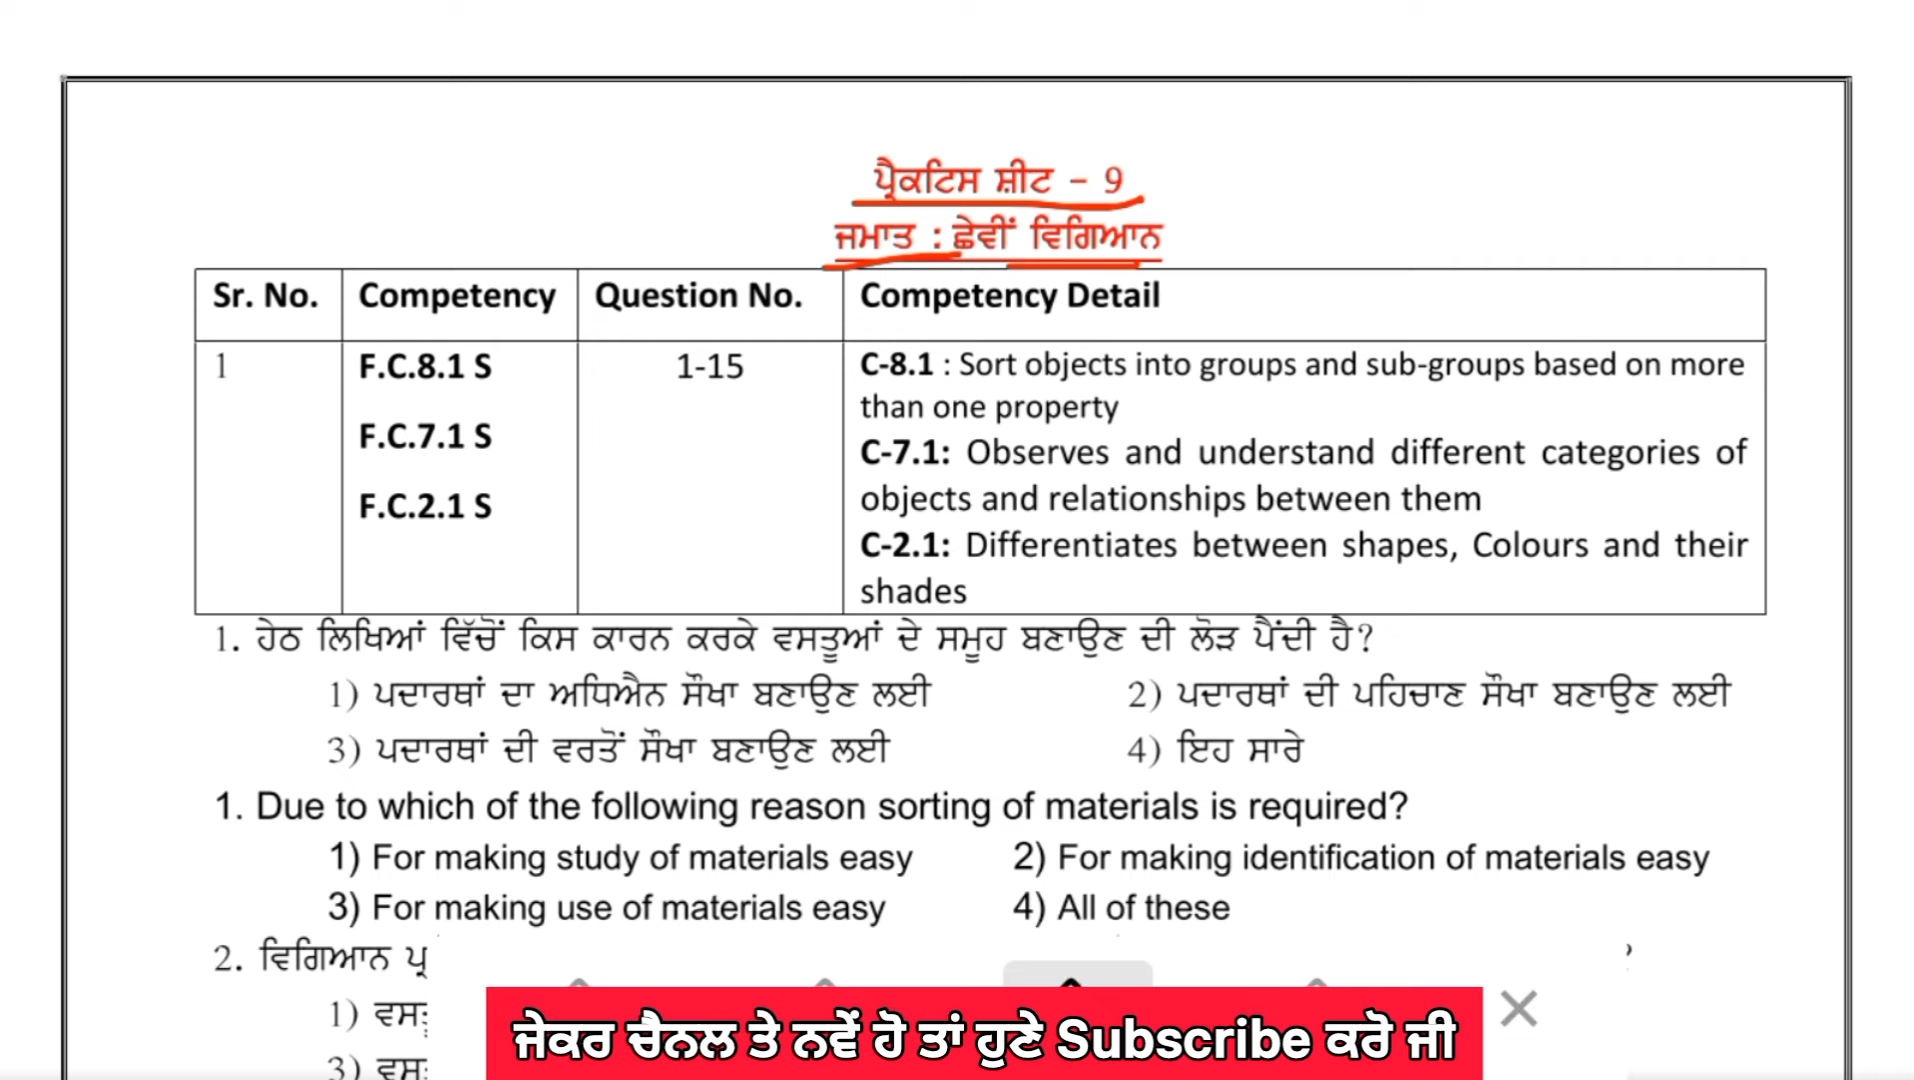 ਪ੍ਰੈਕਟਿਸ ਸ਼ੀਟ – 9
ਜਮਾਤ : ਛੇਵੀਂ ਵਿਗਿਆਨ
Sr. No. Competency Question No. Competency Detail
1 F.C.8.1 S 1-15 C-8.1 : Sort objects into groups and sub-groups based on more
than one property
F.C.7.1 S C-7.1: Observes and understand different categories of
objects and relationships between them
F.C.2.1 S C-2.1: Differentiates between shapes, Colours and their
shades
1. ਹੇਠ ਲਿਖਿਆਂ ਵਿੱਚੋਂ ਕਿਸ ਕਾਰਨ ਕਰਕੇ ਵਸਤੂਆਂ ਦੇ ਸਮੂਹ ਬਣਾਉਣ ਦੀ ਲੋੜ ਪੈਂਦੀ ਹੈ?
1) ਪਦਾਰਥਾਂ ਦਾ ਅਧਿਐਨ ਸੌਖਾ ਬਣਾਉਣ ਲਈ 2) ਪਦਾਰਥਾਂ ਦੀ ਪਹਿਚਾਣ ਸੌਖਾ ਬਣਾਉਣ ਲਈ
3) ਪਦਾਰਥਾਂ ਦੀ ਵਰਤੋਂ ਸੌਖਾ ਬਣਾਉਣ ਲਈ 4) ਇਹ ਸਾਰੇ
1. Due to which of the following reason sorting of materials is required?
1) For making study of materials easy 2) For making identification of materials easy
3) For making use of materials easy 4) All of these
2. ਵਿਗਿਆਨ
1)
3)
ਜੇਕਰ ਚੈਨਲ ਤੇ ਨਵੇਂ ਹੋ ਤਾਂ ਹੁਣੇ Subscribe ਕਰੋ ਜੀ